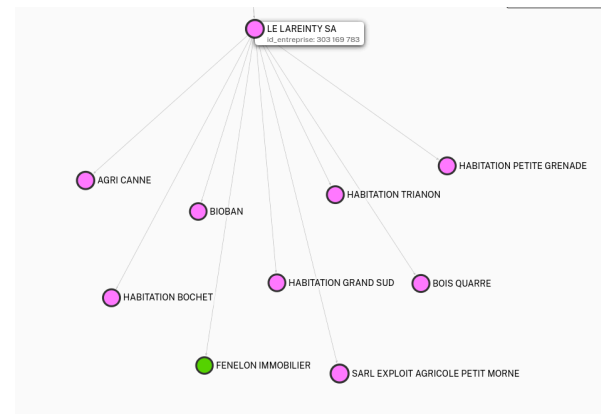 LE LAREINTY SA
id_entreprise: 303 169 783
HABITATION PETITE GRENADE
AGRI CANNE
HABITATION TRIANON
BIOBAN
HABITATION GRAND SUD
BOIS QUARRE
HABITATION BOCHET
FENELON IMMOBILIER
SARL EXPLOIT AGRICOLE PETIT MORNE